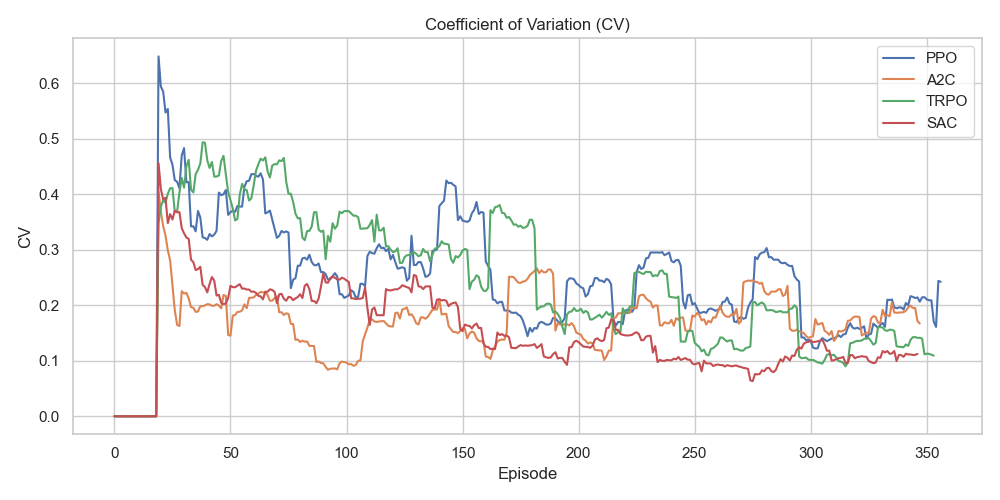 Coefficient of Variation (CV)
PPO
A2C
TRPO
SAC
CV
0.6
0.5
0.4
0.3
0.2
0.1
0.0
0 50 100 150 200 250 300 350
Episode